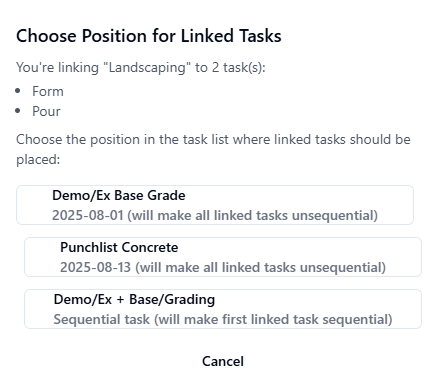 Choose Position for Linked Tasks
You're linking "Landscaping" to 2 task(s):
• Form
• Pour
Choose the position in the task list where linked tasks should be
placed:
Demo/Ex Base Grade
2025-08-01 (will make all linked tasks unsequential)
Punchlist Concrete
2025-08-13 (will make all linked tasks unsequential)
Demo/Ex + Base/Grading
Sequential task (will make first linked task sequential)
Cancel